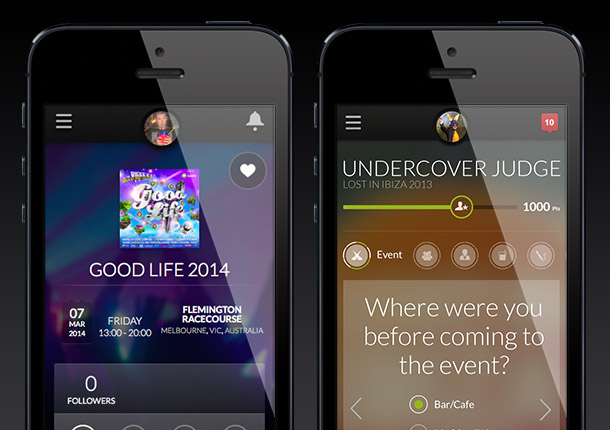 Good Life
GOOD LIFE 2014
07
MAR
2014
FRIDAY
13:00 - 20:00
FLEMINGTON
RACECOURSE
MELBOURNE, VIC, AUSTRALIA
0
FOLLOWERS
10
UNDERCOVER JUDGE
LOST IN IBIZA 2013
1000 Pts
Event
Where were you
before coming to
the event?
Bar/Cafe